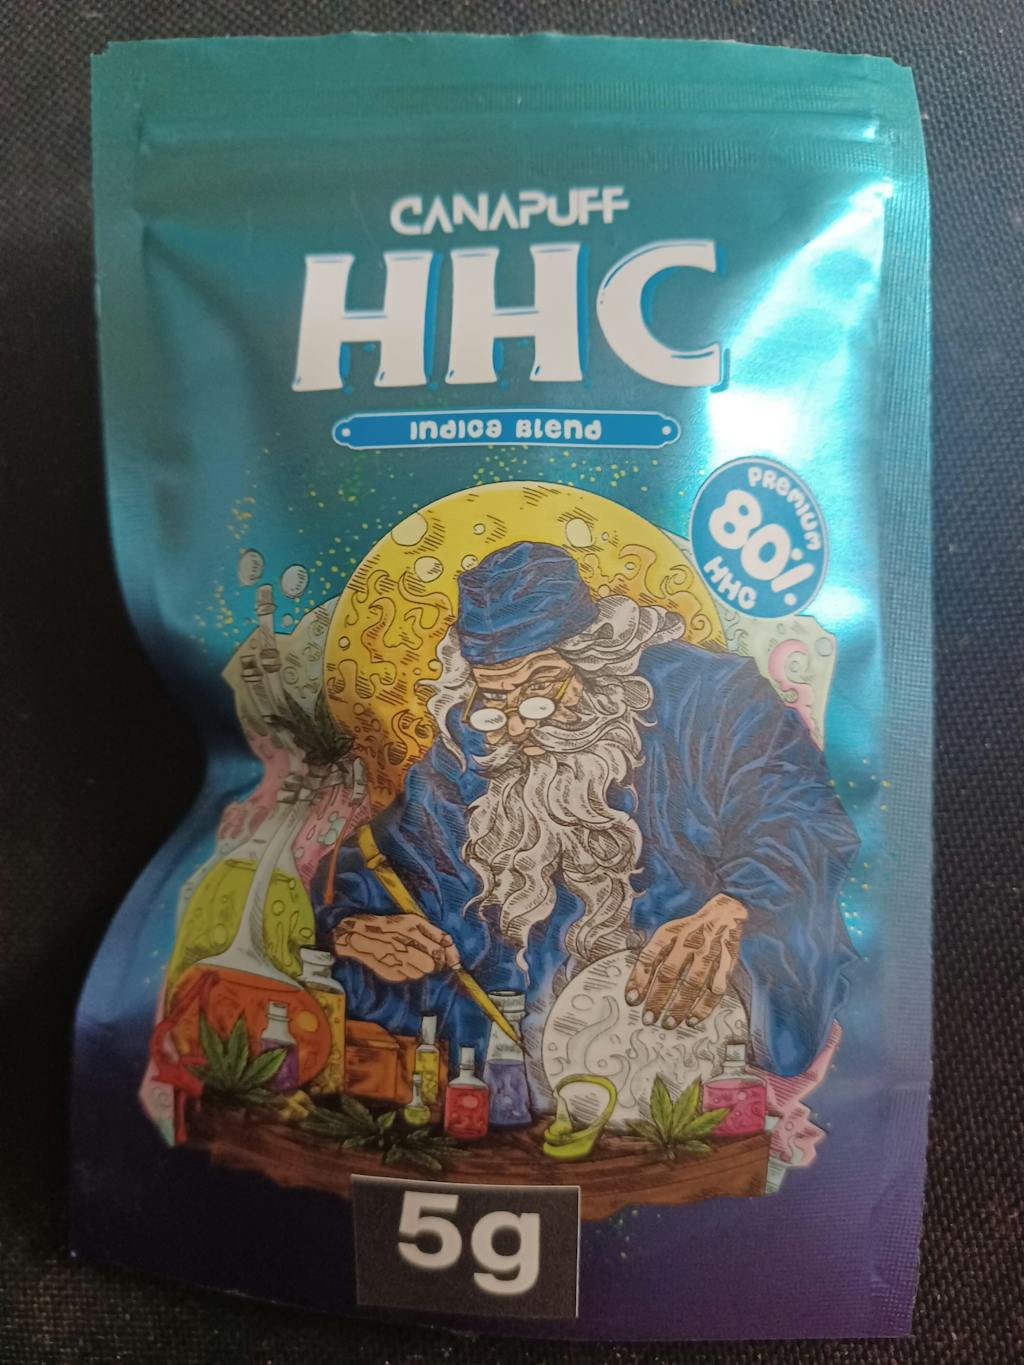 CANAPUFF
HHC
Indica Blend
PREMIUM
80%
HHC
5g